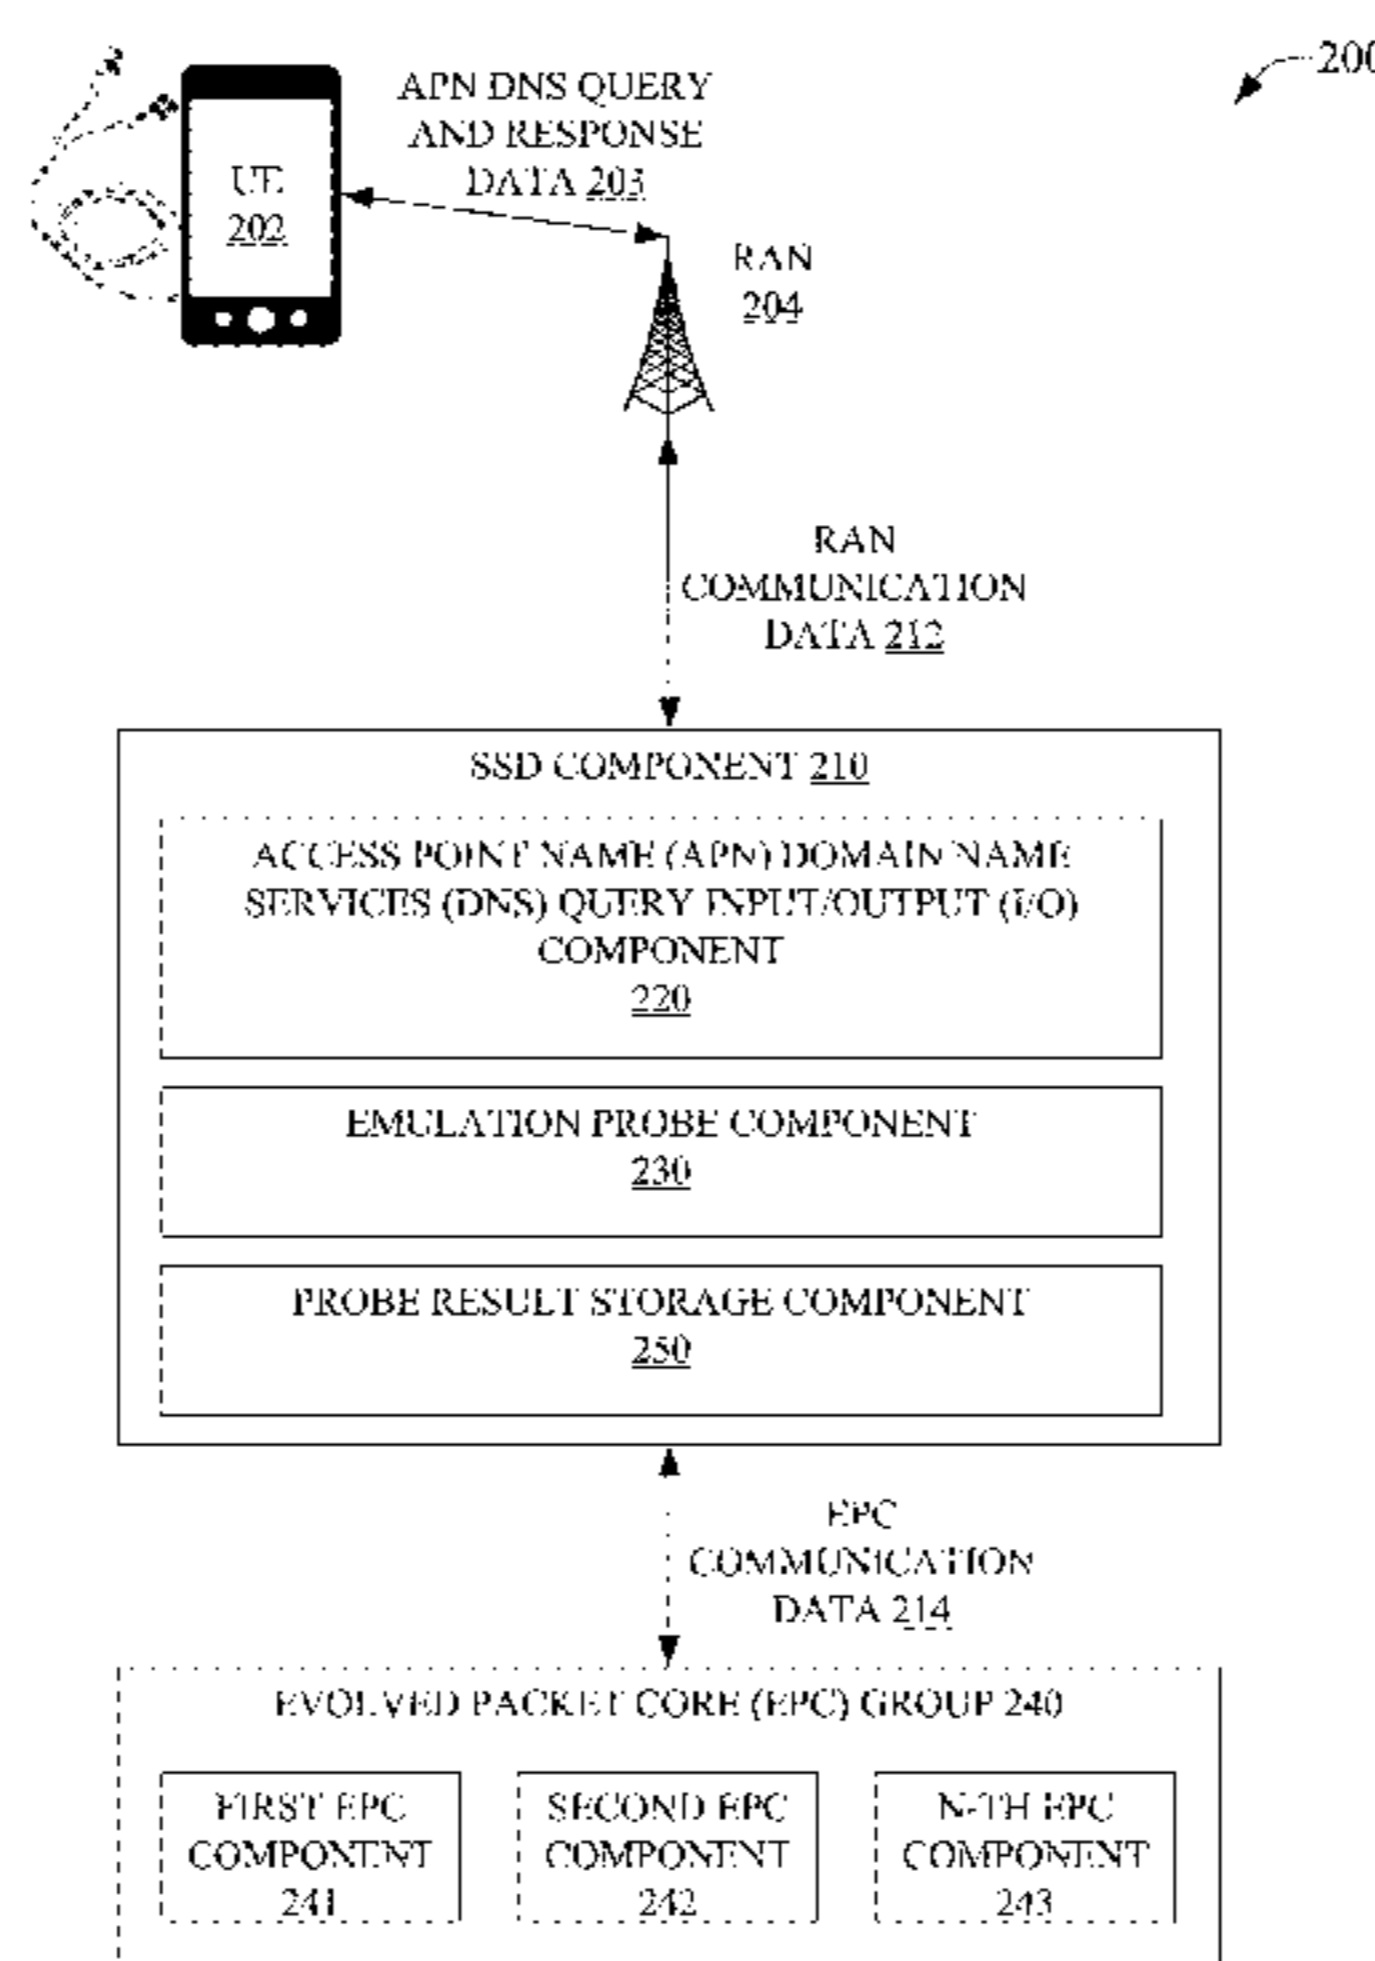 200
APN DNS QUERY
AND RESPONSE
DATA 203
UE
202
RAN
204
RAN
COMMUNICATION
DATA 212
SSD COMPONENT 210
ACCESS POINT NAME (APN) DOMAIN NAME
SERVICES (DNS) QUERY INPUT/OUTPUT (I/O)
COMPONENT
220
EMULATION PROBE COMPONENT
230
PROBE RESULT STORAGE COMPONENT
250
EPC
COMMUNICATION
DATA 214
EVOLVED PACKET CORE (EPC) GROUP 240
FIRST EPC
COMPONENT
241
SECOND EPC
COMPONENT
242
N-TH EPC
COMPONENT
243